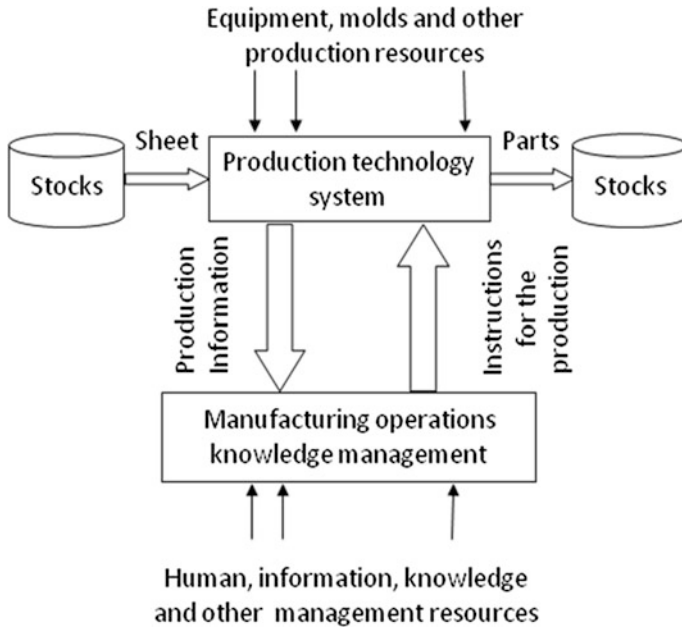 Equipment, molds and other
production resources
Sheet
Parts
Stocks
Production technology
system
Stocks
Production
Information
Instructions
for the
production
Manufacturing operations
knowledge management
Human, information, knowledge
and other management resources